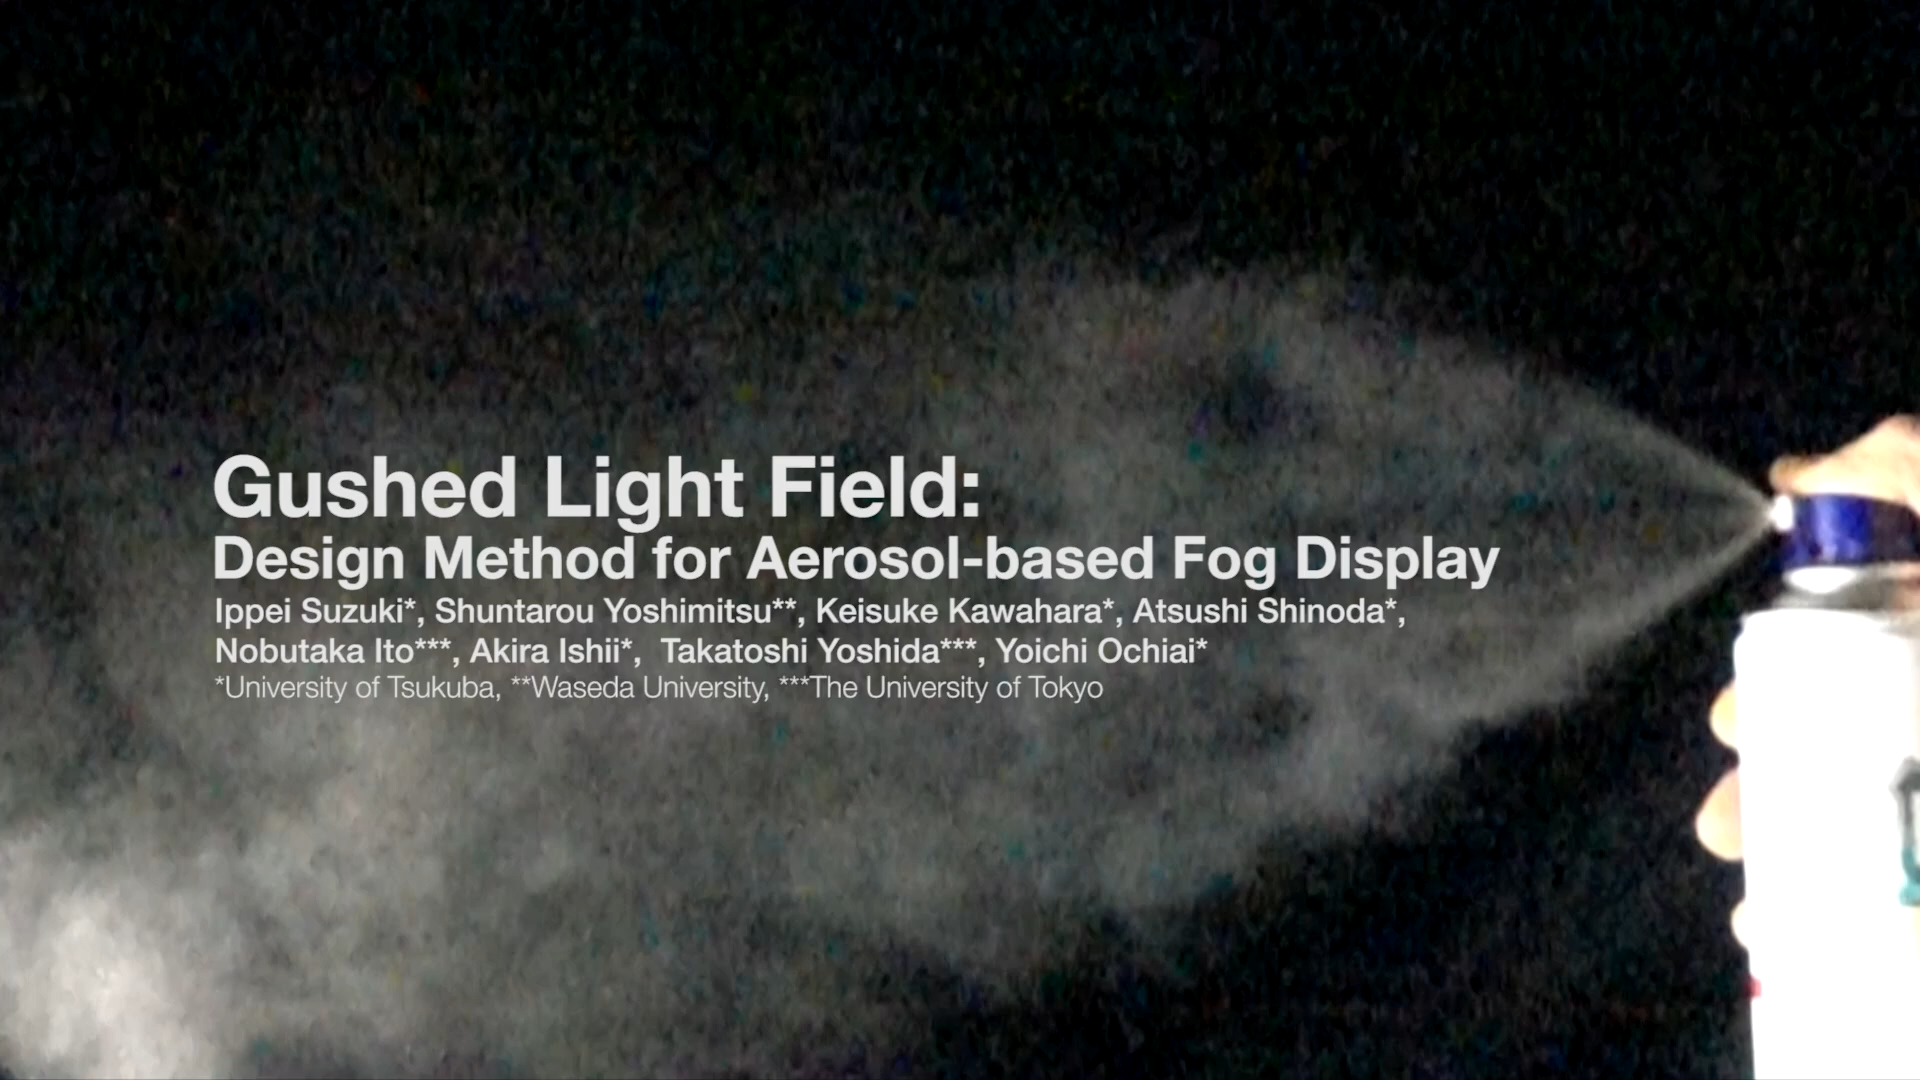 Gushed Light Field:
Design Method for Aerosol-based Fog Display
Ippei Suzuki*, Shuntarou Yoshimitsu**, Keisuke Kawahara*, Atsushi Shinoda*,
Nobutaka Ito***, Akira Ishii*, Takatoshi Yoshida***, Yoichi Ochiai*
*University of Tsukuba, **Waseda University, ***The University of Tokyo